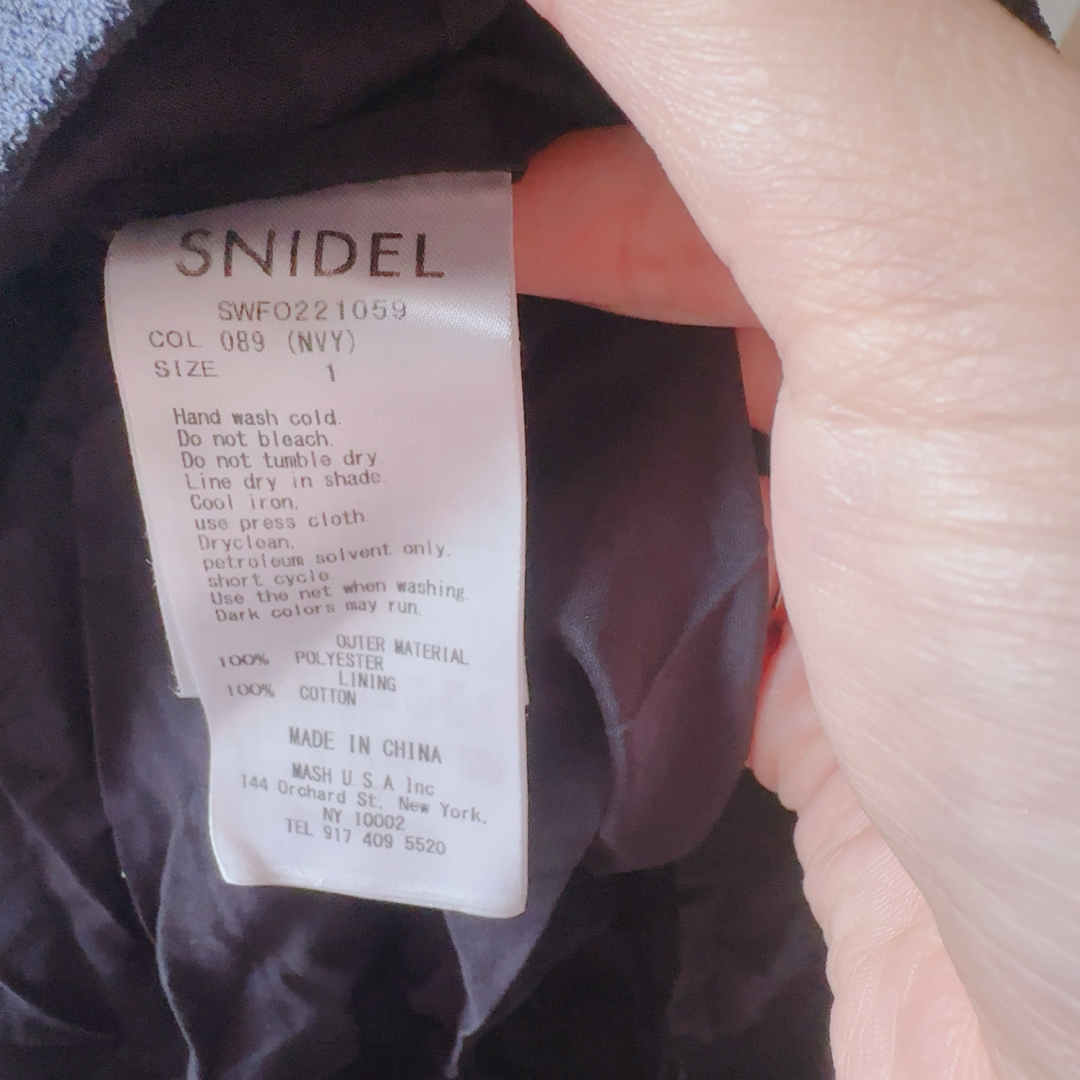 SNIDEL
SWFO221059
COL 089 (NVY)
SIZE 1
Hand wash cold.
Do not bleach.
Do not tumble dry.
Line dry in shade.
Cool iron,
use press cloth.
Dryclean,
petroleum solvent only.
short cycle.
Use the net when washing.
Dark colors may run.
OUTER MATERIAL
100% POLYESTER
LINING
100% COTTON
MADE IN CHINA
MASH U.S.A Inc
144 Orchard St. New York,
NY 10002
TEL 917 409 5520